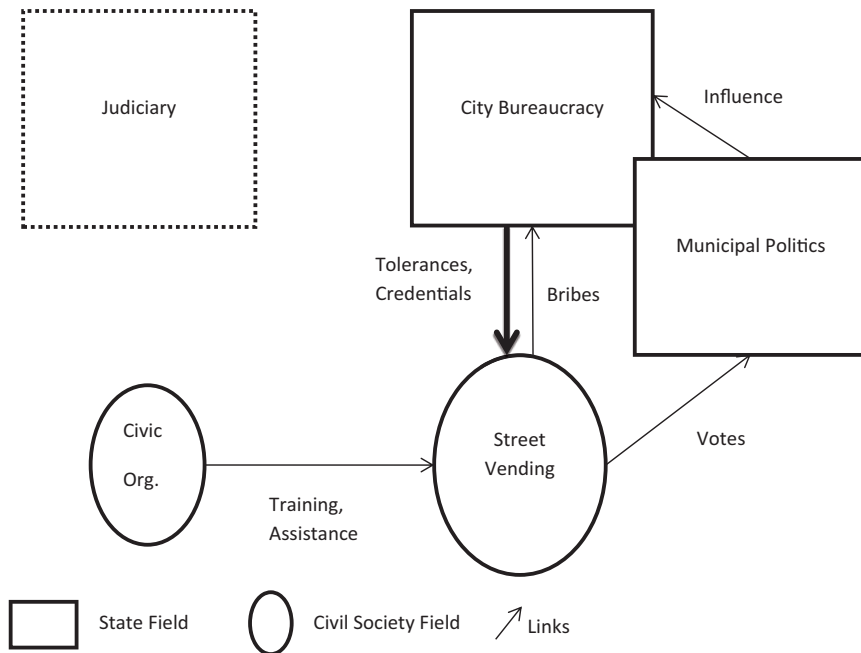 Judiciary
City Bureaucracy
Influence
Municipal Politics
Tolerances,
Credentials
Bribes
Civic
Org.
Street
Vending
Votes
Training,
Assistance
State Field
Civil Society Field
Links